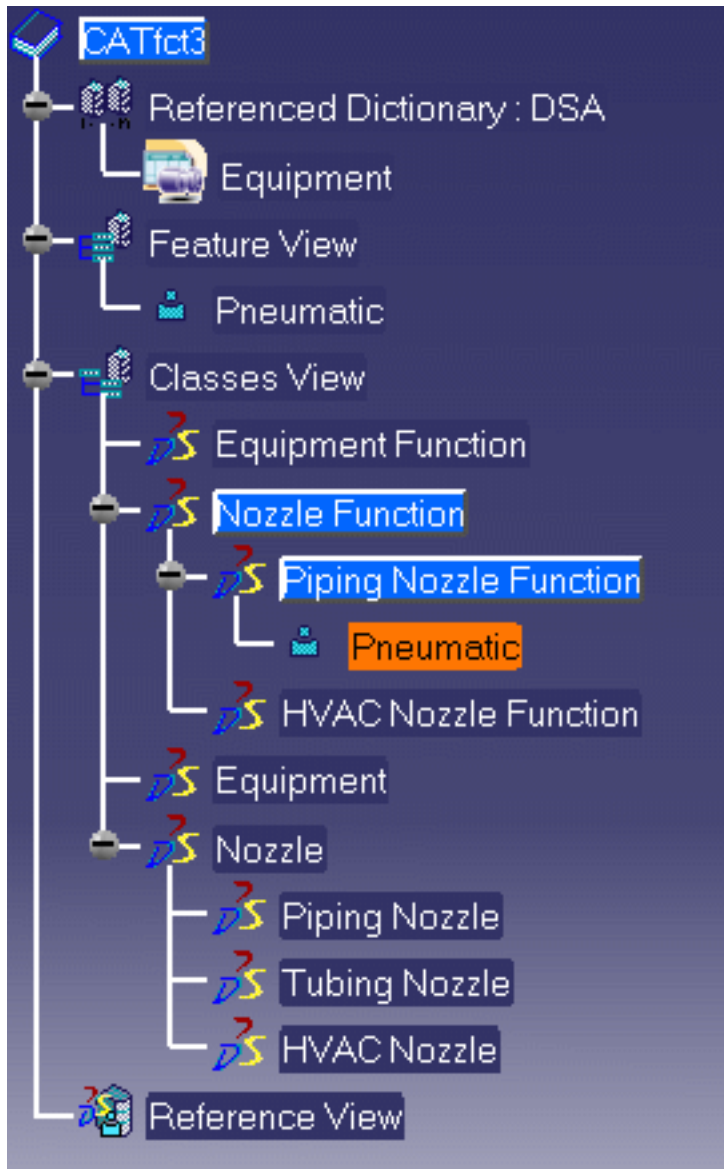 CATfct3
Referenced Dictionary : DSA
Equipment
Feature View
Pneumatic
Classes View
Equipment Function
Nozzle Function
Piping Nozzle Function
Pneumatic
HVAC Nozzle Function
Equipment
Nozzle
Piping Nozzle
Tubing Nozzle
HVAC Nozzle
Reference View